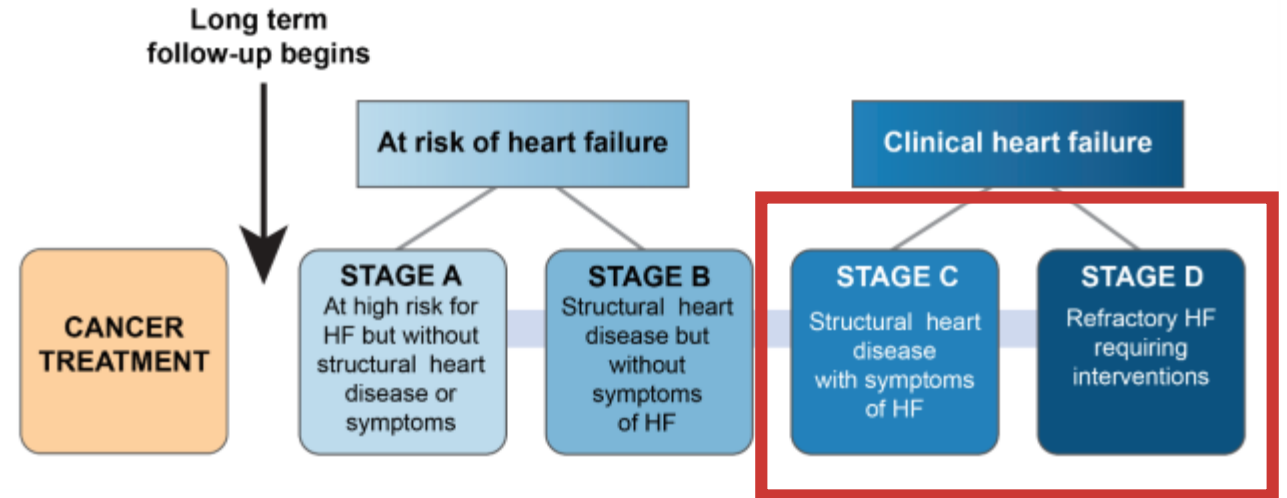 Long term
follow-up begins
At risk of heart failure
Clinical heart failure
CANCER
TREATMENT
STAGE A
At high risk for
HF but without
structural heart
disease or
symptoms
STAGE B
Structural heart
disease but
without
symptoms
of HF
STAGE C
Structural heart
disease
with symptoms
of HF
STAGE D
Refractory HF
requiring
interventions